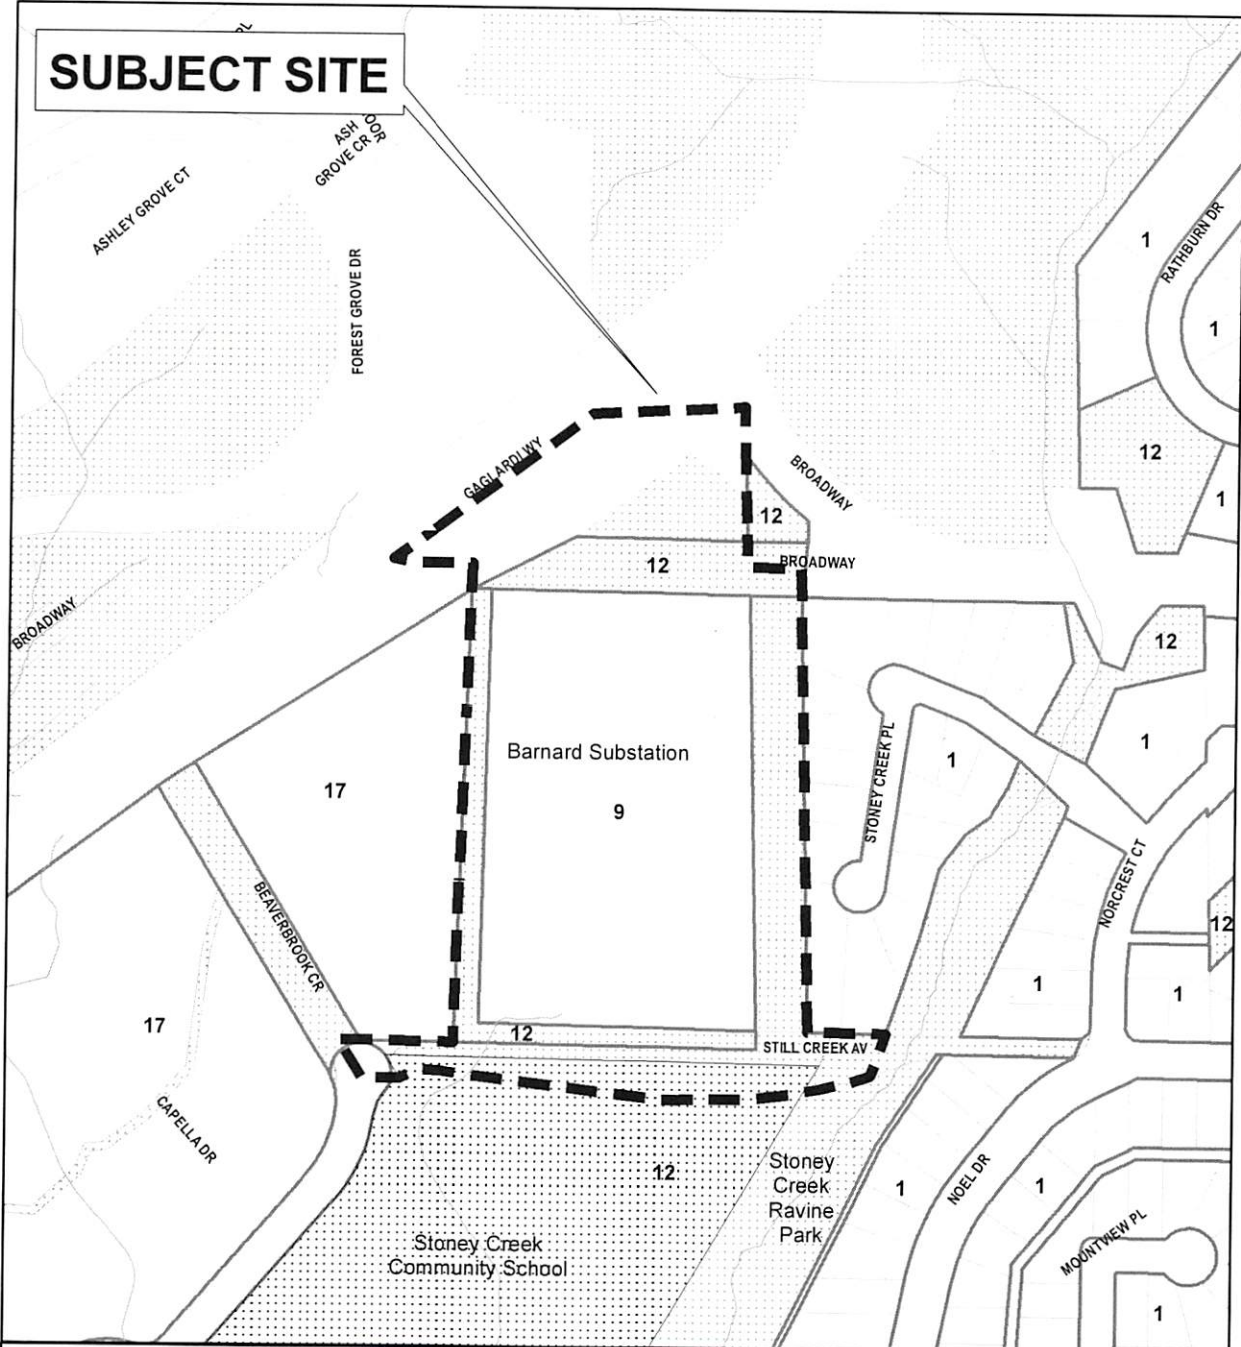 SUBJECT SITE
PL
ASH
GROVE CR
ASHLEY GROVE CT
FOREST GROVE DR
RATHBURN DR
1
1
GAGLARDI WY
BROADWAY
12
1
12
12
BROADWAY
BROADWAY
12
Barnard Substation
17
9
STONEY CREEK PL
1
1
BEAVERBROOK CR
NORCREST CT
12
17
1
1
12
STILL CREEK AV
CAPELLA DR
12
Stoney
Creek
Ravine
Park
1
NOEL DR
1
MOUNTVIEW PL
Stoney Creek
Community School
1